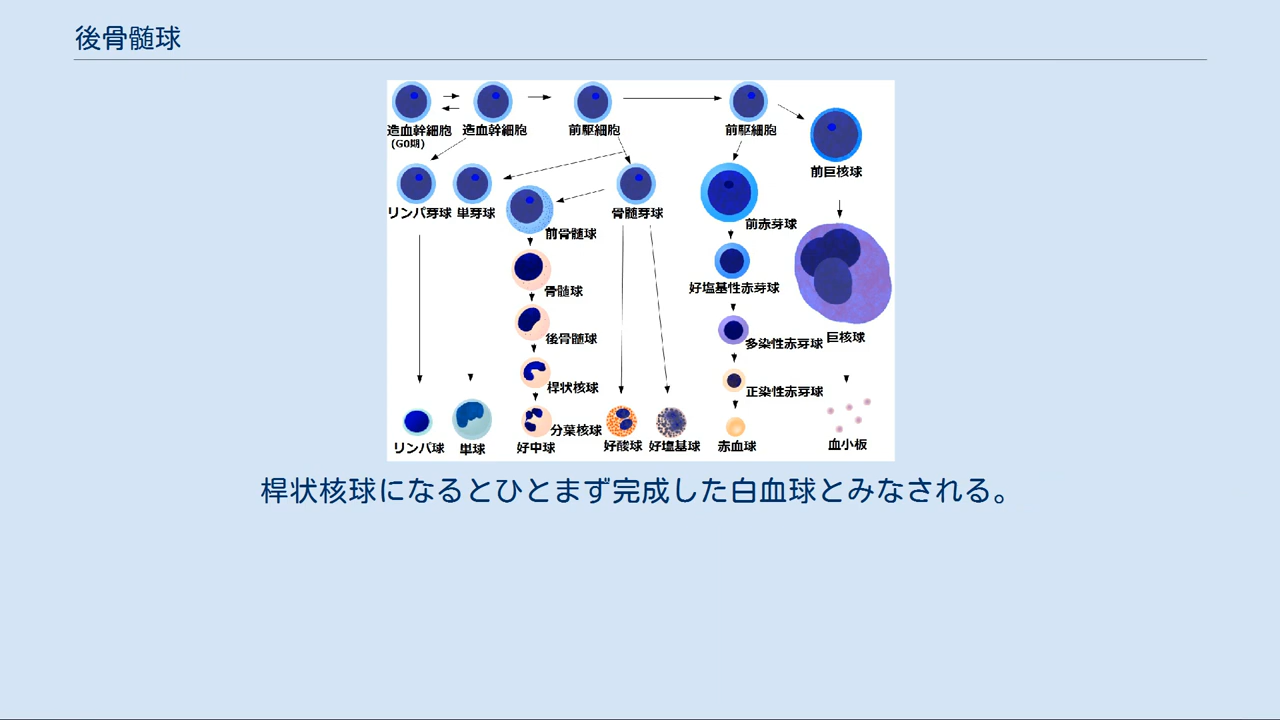 後骨髄球
造血幹細胞
(G0期)
造血幹細胞
前駆細胞
前駆細胞
前巨核球
リンパ芽球
単芽球
前骨髄球
骨髄芽球
前赤芽球
骨髄球
好塩基性赤芽球
後骨髄球
多染性赤芽球
巨核球
桿状核球
正染性赤芽球
分葉核球
リンパ球
単球
好中球
好酸球
好塩基球
赤血球
血小板
桿状核球になるとひとまず完成した白血球とみなされる。